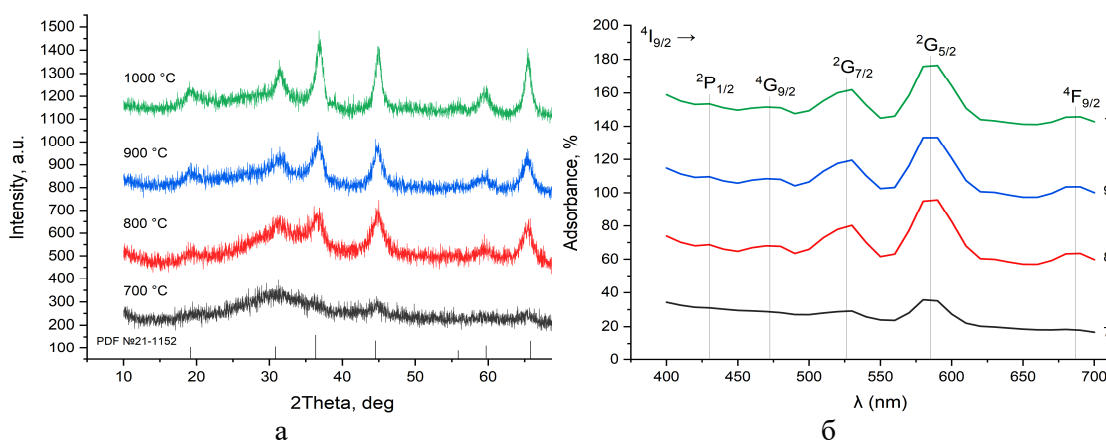 1500
1400
1300
1200
1100
1000
900
800
700
600
500
400
300
200
100
Intensity, a.u.
1000 °C
900 °C
800 °C
700 °C
PDF №21-1152
10 20 30 40 50 60
2Theta, deg
а
200
180
160
140
120
100
80
60
40
20
0
Adsorbance, %
⁴I₉/₂ →
²P₁/₂
⁴G₉/₂
²G₇/₂
²G₅/₂
⁴F₉/₂
9
8
7
400 450 500 550 600 650 700
λ (nm)
б